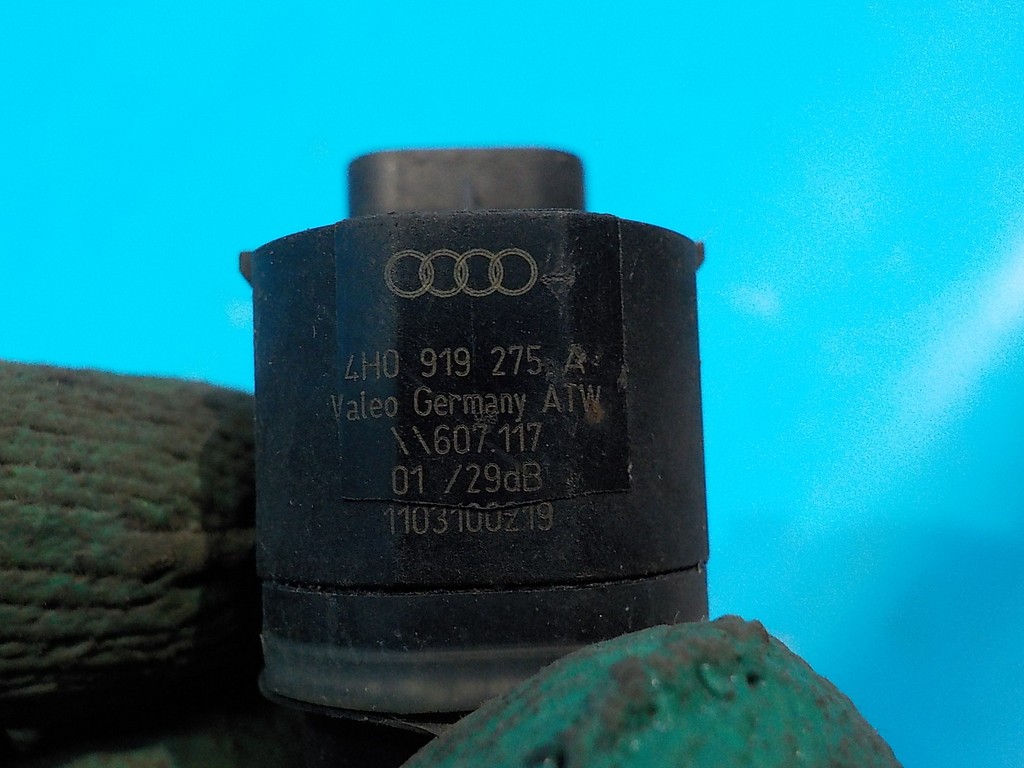 4H0 919 275 A
Valeo Germany ATW
\\607.117
01 /29dB
1103100219